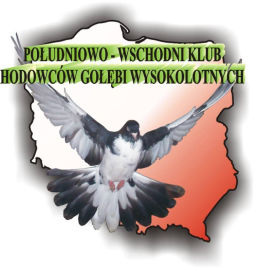 POŁUDNIOWO - WSCHODNI KLUB
HODOWCÓW GOŁĘBI WYSOKOLOTNYCH